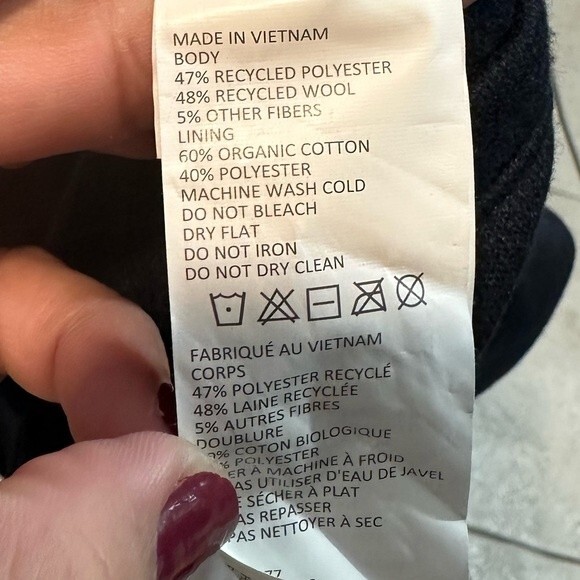 MADE IN VIETNAM
BODY
47% RECYCLED POLYESTER
48% RECYCLED WOOL
5% OTHER FIBERS
LINING
60% ORGANIC COTTON
40% POLYESTER
MACHINE WASH COLD
DO NOT BLEACH
DRY FLAT
DO NOT IRON
DO NOT DRY CLEAN
FABRIQUÉ AU VIETNAM
CORPS
47% POLYESTER RECYCLÉ
48% LAINE RECYCLÉE
5% AUTRES FIBRES
DOUBLURE
% COTON BIOLOGIQUE
% POLYESTER
ER À MACHINE À FROID
PAS UTILISER D'EAU DE JAVEL
E SÉCHER À PLAT
PAS REPASSER
PAS NETTOYER À SEC
77